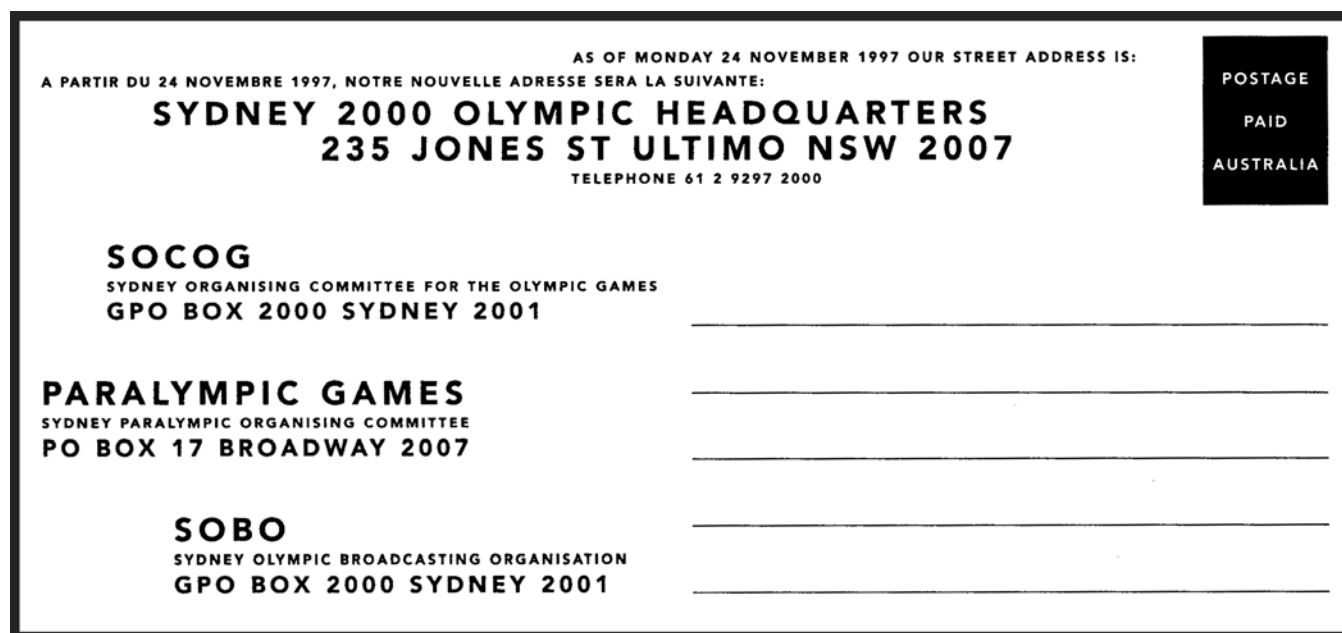 AS OF MONDAY 24 NOVEMBER 1997 OUR STREET ADDRESS IS:
A PARTIR DU 24 NOVEMBRE 1997, NOTRE NOUVELLE ADRESSE SERA LA SUIVANTE:
SYDNEY 2000 OLYMPIC HEADQUARTERS
235 JONES ST ULTIMO NSW 2007
TELEPHONE 61 2 9297 2000
POSTAGE
PAID
AUSTRALIA
SOCOG
SYDNEY ORGANISING COMMITTEE FOR THE OLYMPIC GAMES
GPO BOX 2000 SYDNEY 2001
PARALYMPIC GAMES
SYDNEY PARALYMPIC ORGANISING COMMITTEE
PO BOX 17 BROADWAY 2007
SOBO
SYDNEY OLYMPIC BROADCASTING ORGANISATION
GPO BOX 2000 SYDNEY 2001